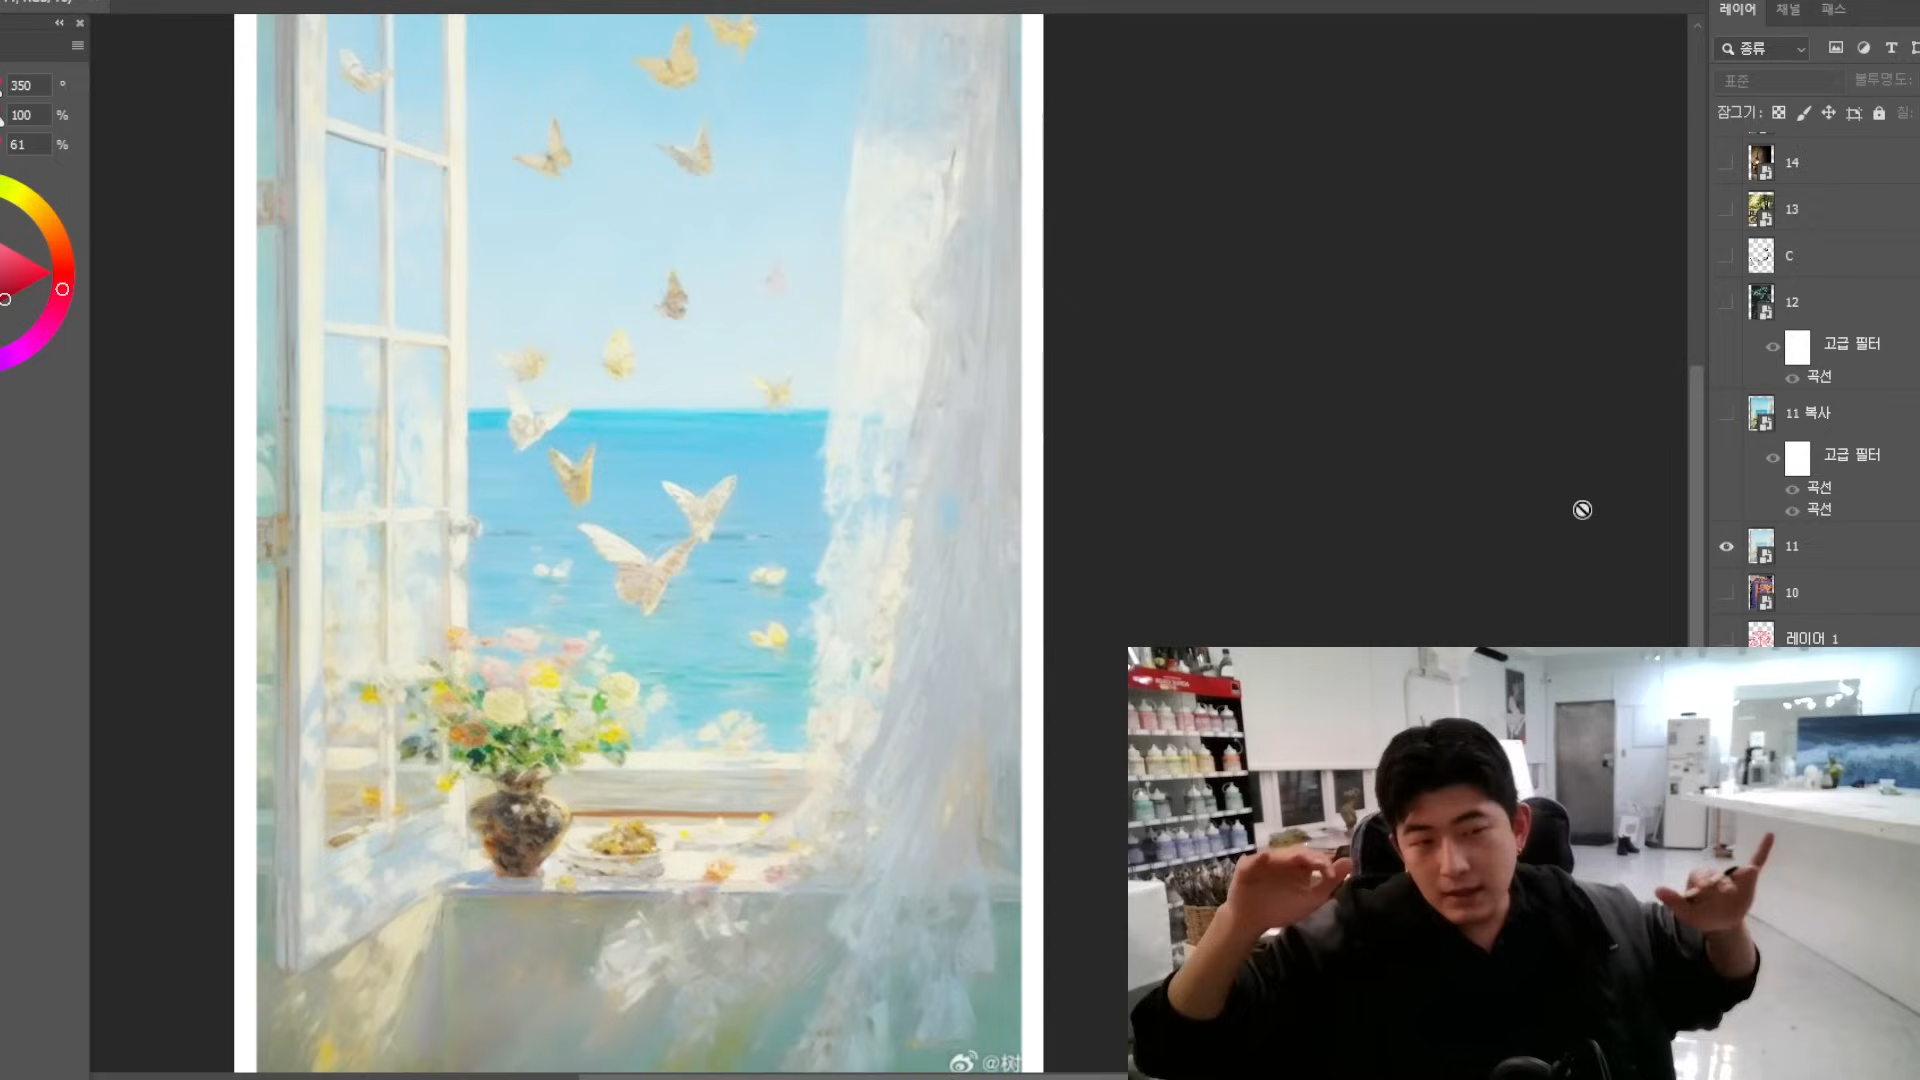 350 °
100 %
61 %
레이어 채널 패스
종류
표준 불투명도:
잠그기:
14
13
C
12
고급 필터
곡선
11 복사
고급 필터
곡선
곡선
11
10
레이어 1
@树